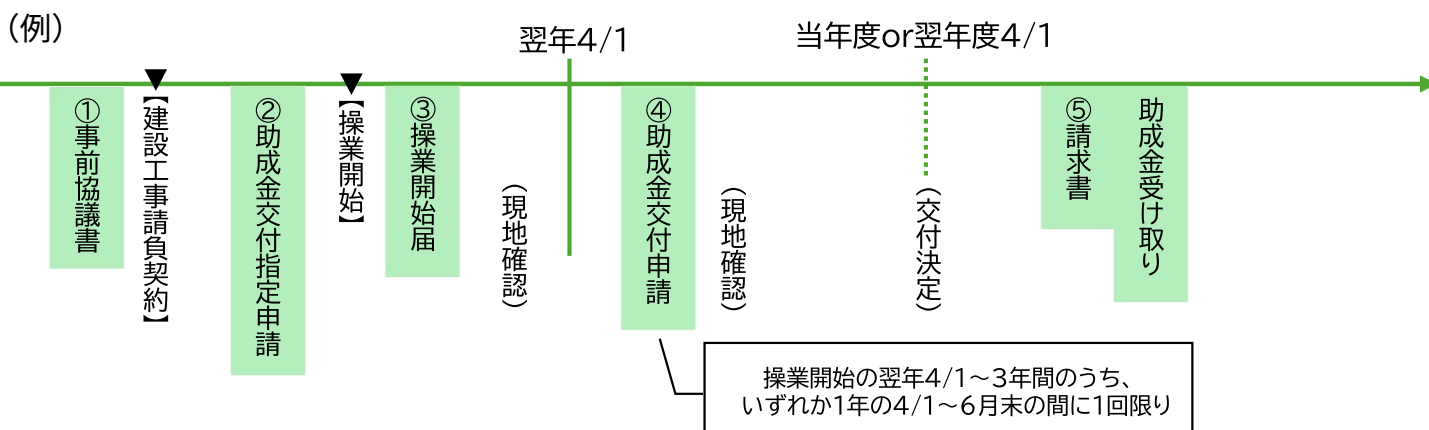 （例）
翌年4/1
当年度or翌年度4/1
①事前協議書
▼
【建設工事請負契約】
②助成金交付指定申請
▼
【操業開始】
③操業開始届
（現地確認）
④助成金交付申請
（現地確認）
（交付決定）
⑤請求書
助成金受け取り
操業開始の翌年4/1～3年間のうち、
いずれか1年の4/1～6月末の間に1回限り